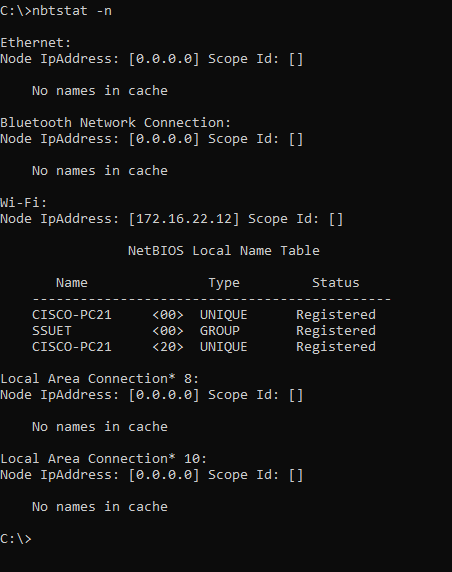 C:\>nbtstat -n
Ethernet:
Node IpAddress: [0.0.0.0] Scope Id: []
No names in cache
Bluetooth Network Connection:
Node IpAddress: [0.0.0.0] Scope Id: []
No names in cache
Wi-Fi:
Node IpAddress: [172.16.22.12] Scope Id: []
NetBIOS Local Name Table
Name Type Status
---------------------------------------------
CISCO-PC21 <00> UNIQUE Registered
SSUET <00> GROUP Registered
CISCO-PC21 <20> UNIQUE Registered
Local Area Connection* 8:
Node IpAddress: [0.0.0.0] Scope Id: []
No names in cache
Local Area Connection* 10:
Node IpAddress: [0.0.0.0] Scope Id: []
No names in cache
C:\>